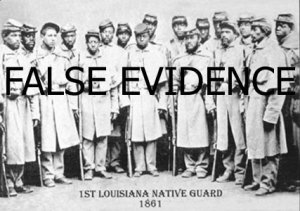 FALSE EVIDENCE
1ST LOUISIANA NATIVE GUARD
1861